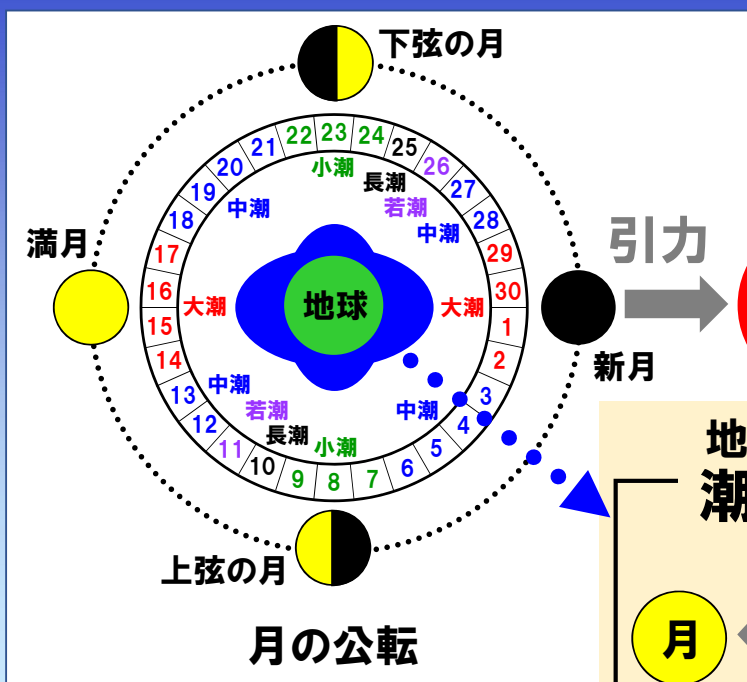 下弦の月
22 23 24
21 25
20 小潮 26
長潮
19 27
若潮
18 中潮 中潮 28
満月
17 29
引力
16 大潮 地球 大潮 30
15 1
14 2
新月
13 中潮 3
若潮 中潮
12 4
長潮
11 小潮 5
10 6
9 8 7
地
潮
上弦の月
月の公転
月